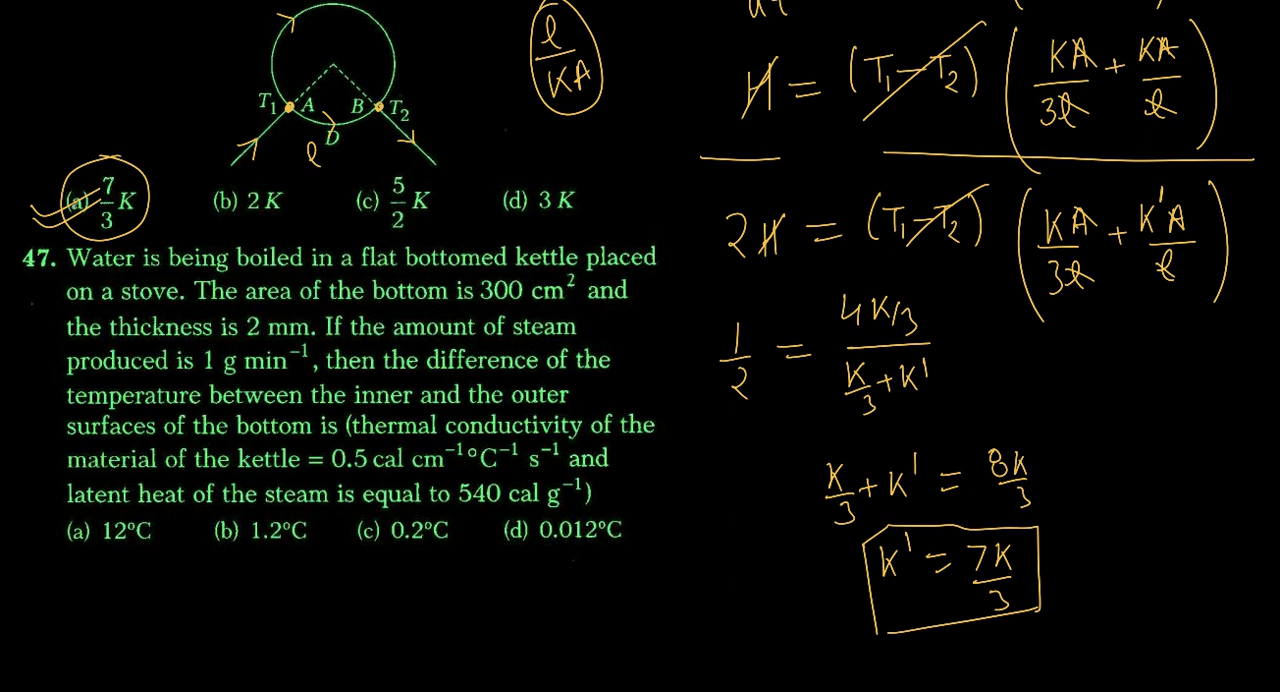 T₁ A B T₂
l D
(a) 7/3 K (b) 2 K (c) 5/2 K (d) 3 K
47. Water is being boiled in a flat bottomed kettle placed
on a stove. The area of the bottom is 300 cm² and
the thickness is 2 mm. If the amount of steam
produced is 1 g min⁻¹, then the difference of the
temperature between the inner and the outer
surfaces of the bottom is (thermal conductivity of the
material of the kettle = 0.5 cal cm⁻¹°C⁻¹ s⁻¹ and
latent heat of the steam is equal to 540 cal g⁻¹)
(a) 12°C (b) 1.2°C (c) 0.2°C (d) 0.012°C
l/KA
H = (T₁-T₂) (KA/3l + KA/l)
2H = (T₁-T₂) (KA/3l + K'A/l)
1/2 = (4K/3)/(K/3 + K')
K/3 + K' = 8K/3
K' = 7K/3